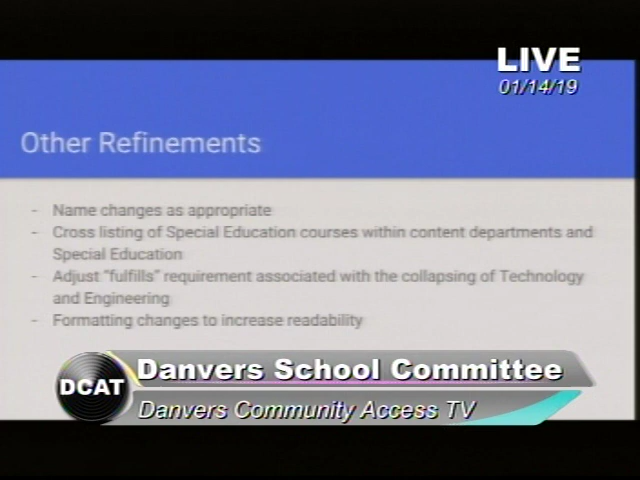 LIVE
01/14/19
Other Refinements
- Name changes as appropriate
- Cross listing of Special Education courses within content departments and
Special Education
- Adjust "fulfills" requirement associated with the collapsing of Technology
and Engineering
- Formatting changes to increase readability
DCAT
Danvers School Committee
Danvers Community Access TV